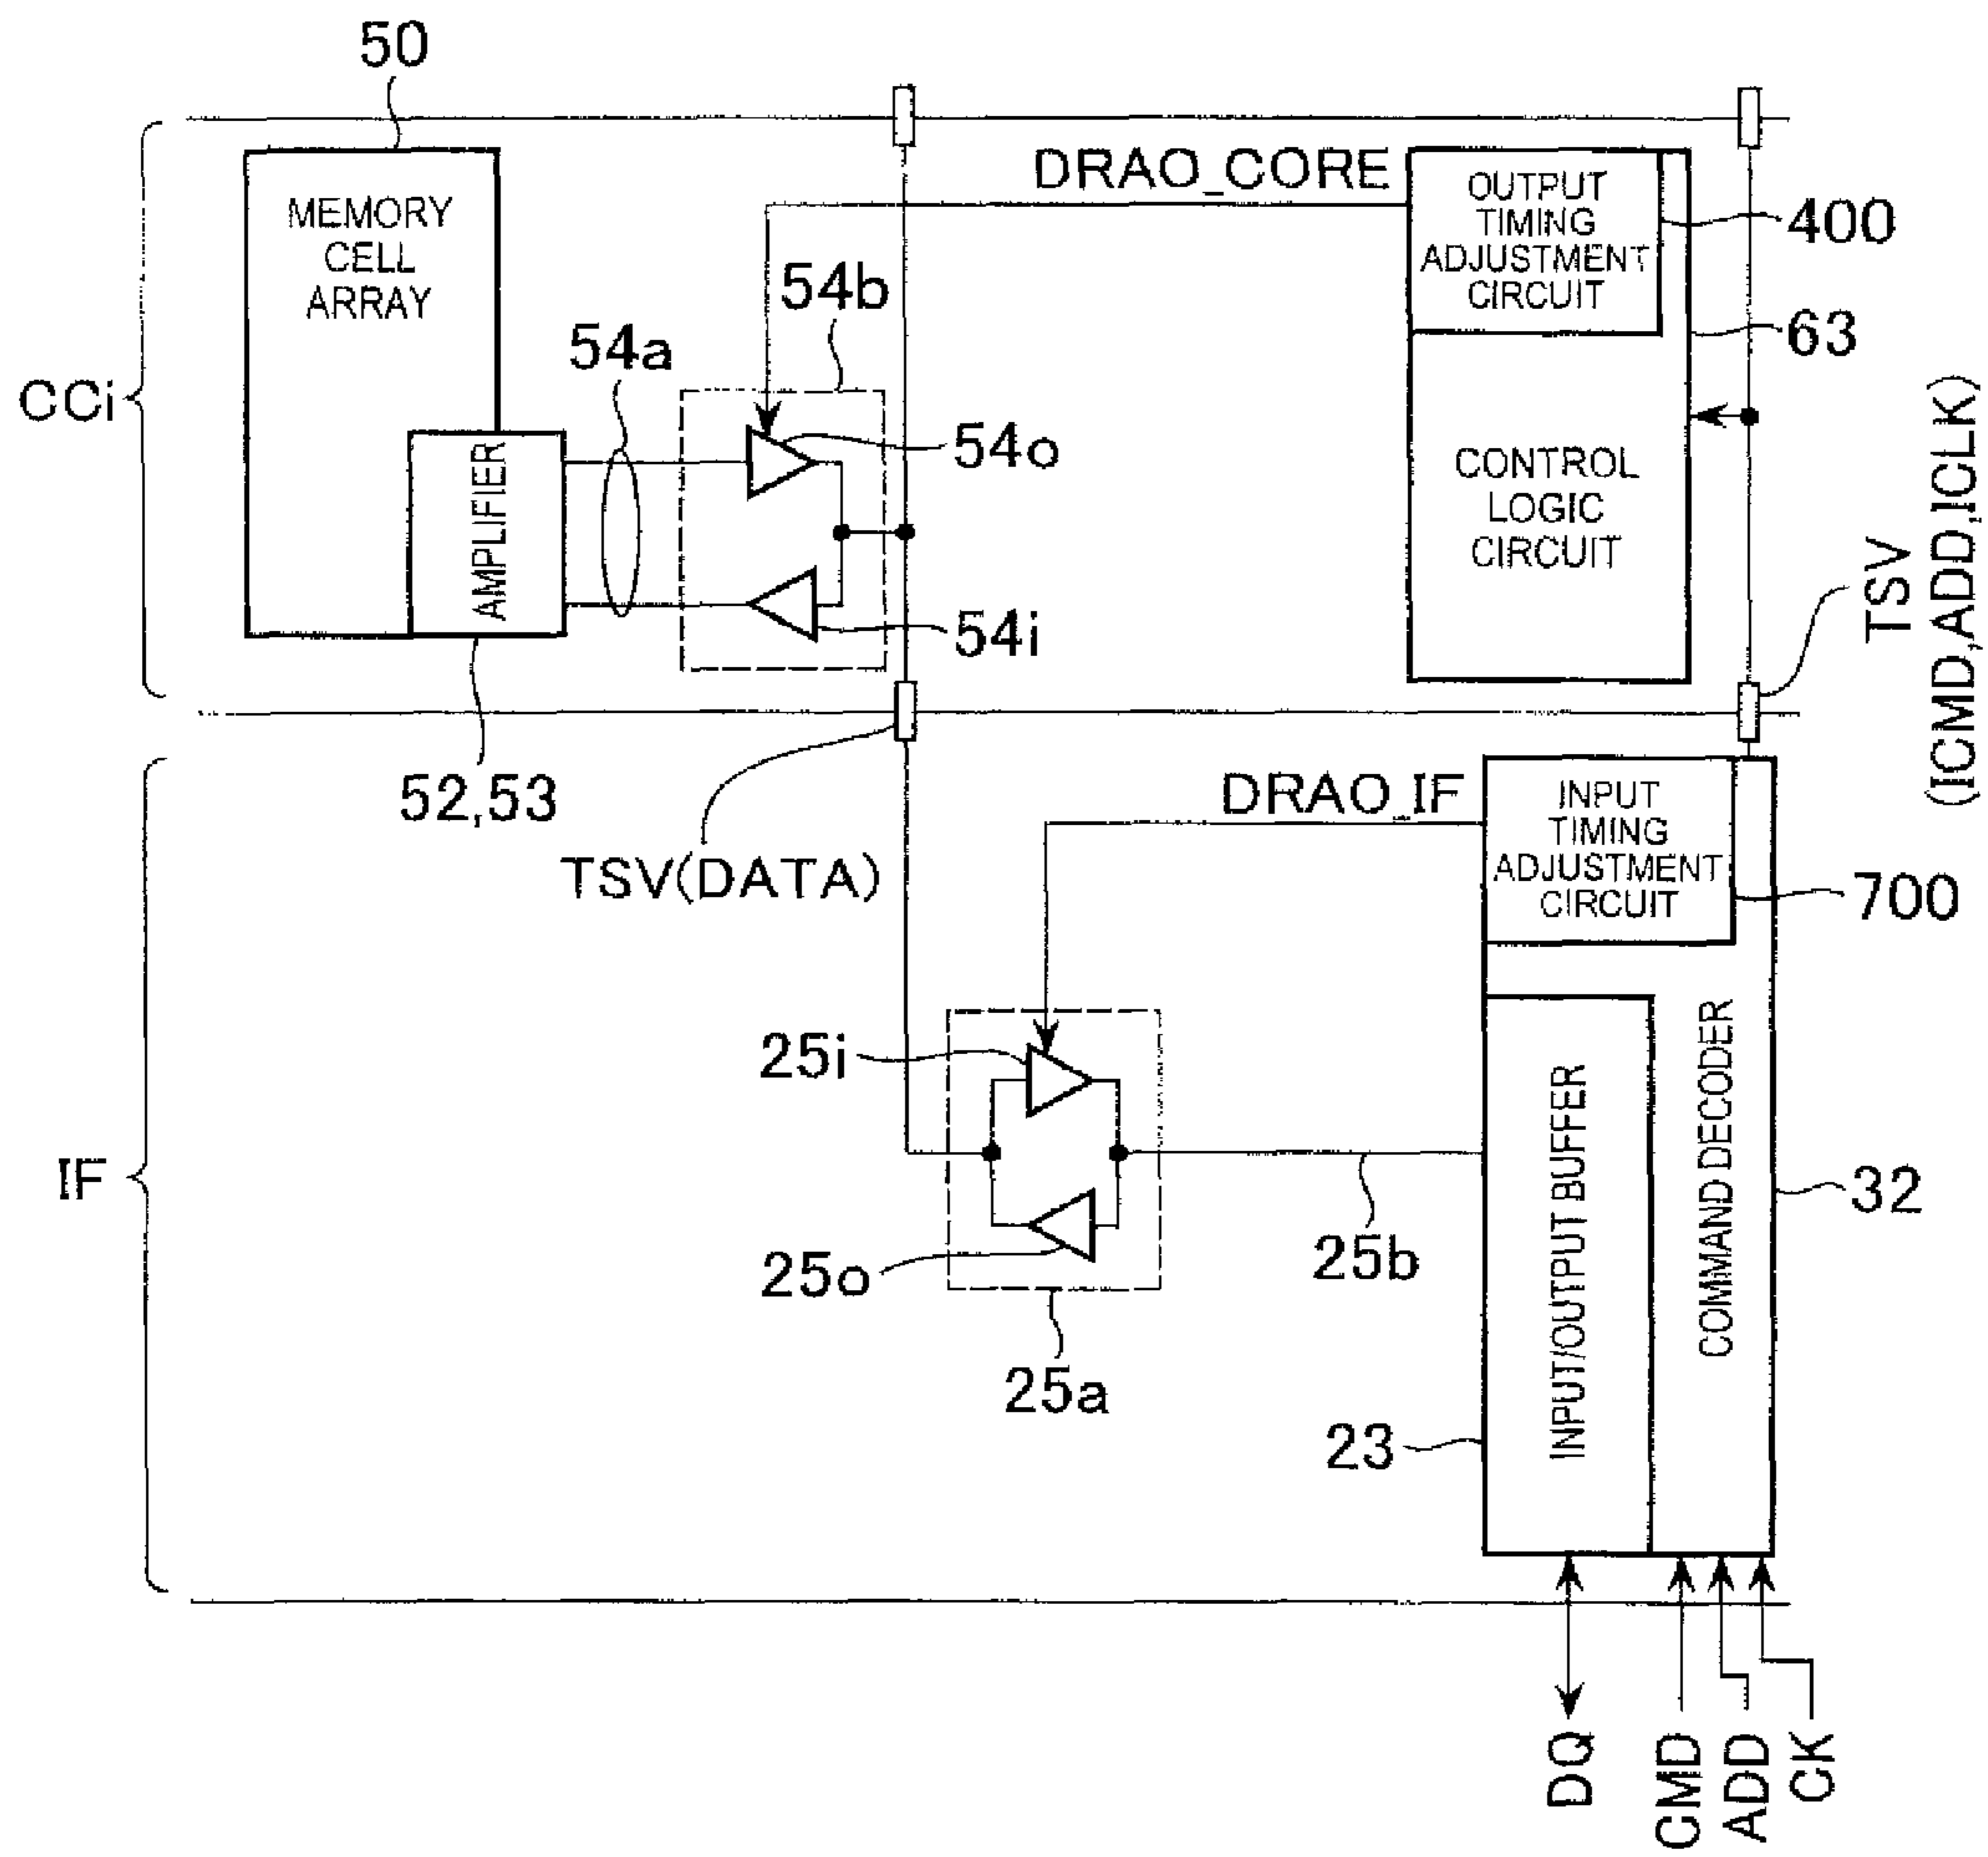 50
CCi
MEMORY
CELL
ARRAY
AMPLIFIER
52,53
54a
54b
54o
54i
DRAO_CORE
OUTPUT
TIMING
ADJUSTMENT
CIRCUIT
400
63
CONTROL
LOGIC
CIRCUIT
TSV
(ICMD,ADD,ICLK)
TSV(DATA)
IF
DRAO_IF
INPUT
TIMING
ADJUSTMENT
CIRCUIT
700
25i
25o
25a
25b
INPUT/OUTPUT BUFFER
COMMAND DECODER
32
23
DQ
CMD
ADD
CK